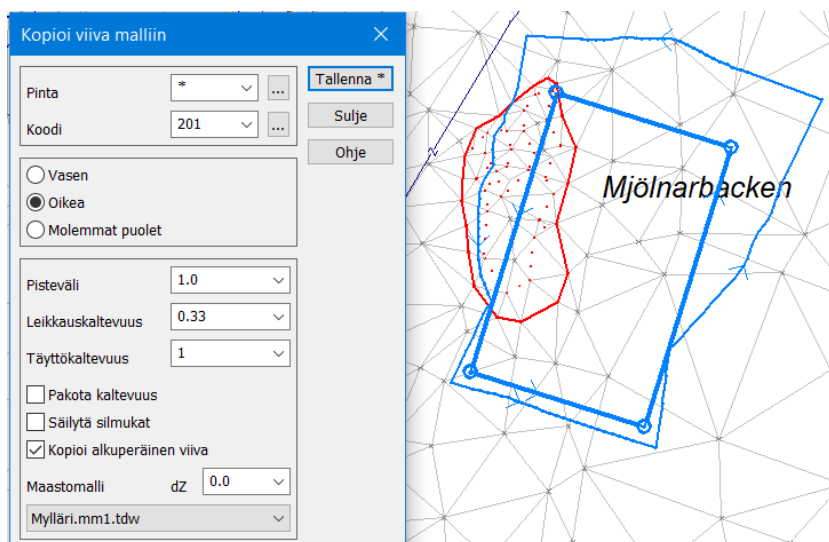 Kopioi viiva malliin
Pinta * ... Tallenna *
Koodi 201 ... Sulje
Ohje
Vasen
Oikea
Molemmat puolet
Pisteväli 1.0
Leikkauskaltevuus 0.33
Täyttökaltevuus 1
Pakota kaltevuus
Säilytä silmukat
Kopioi alkuperäinen viiva
Maastomalli dZ 0.0
Mylläri.mm1.tdw
Mjölnarbacken